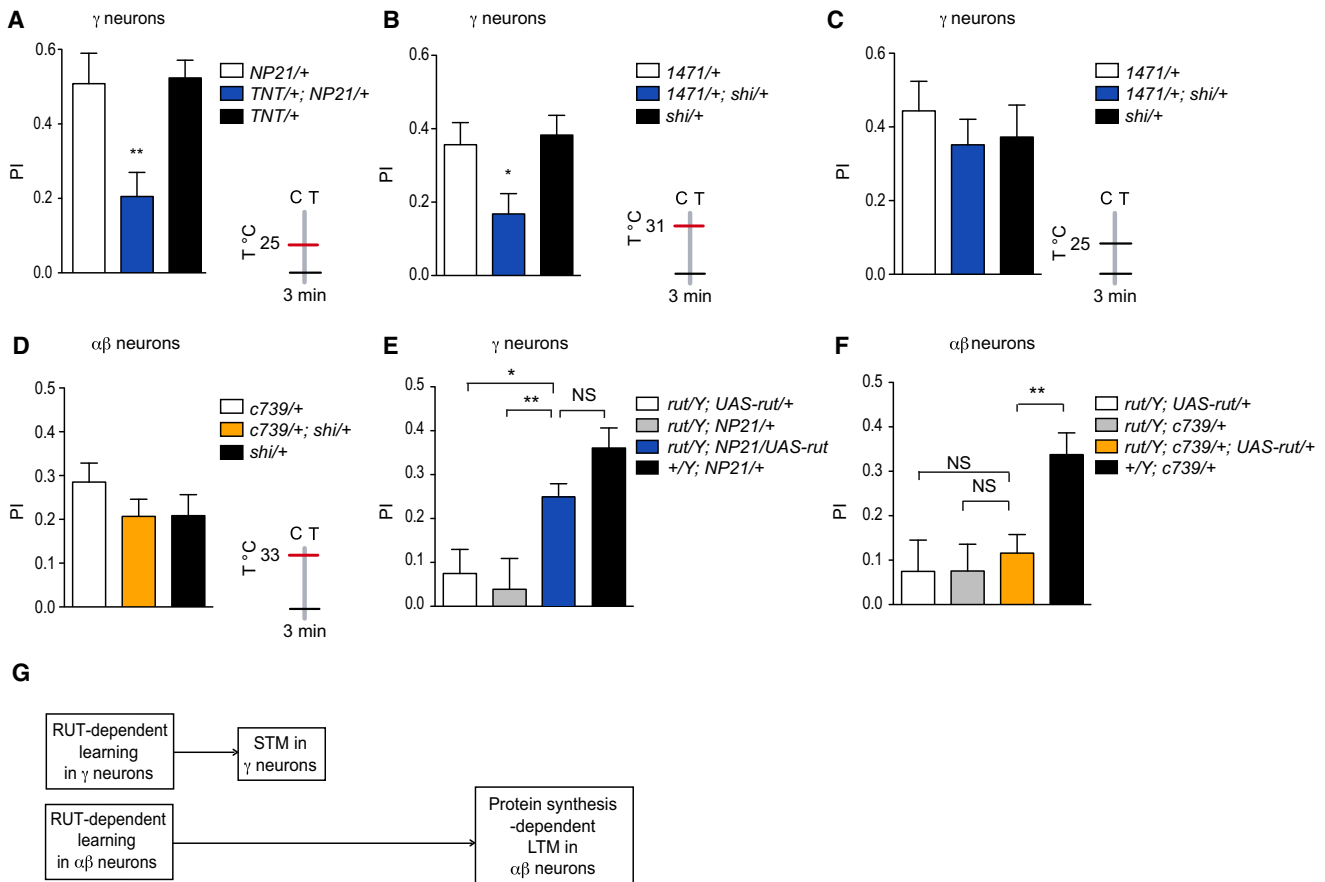 A
γ neurons
PI
0.6
0.4
0.2
0.0
**
NP21/+
TNT/+; NP21/+
TNT/+
C T
T °C
25
3 min
B
γ neurons
PI
0.6
0.4
0.2
0.0
*
1471/+
1471/+; shi/+
shi/+
C T
T °C
31
3 min
C
γ neurons
PI
0.6
0.4
0.2
0.0
1471/+
1471/+; shi/+
shi/+
C T
T °C
25
3 min
D
αβ neurons
PI
0.5
0.4
0.3
0.2
0.1
0.0
c739/+
c739/+; shi/+
shi/+
C T
T °C
33
3 min
E
γ neurons
PI
0.5
0.4
0.3
0.2
0.1
0.0
*
**
NS
rut/Y; UAS-rut/+
rut/Y; NP21/+
rut/Y; NP21/UAS-rut
+/Y; NP21/+
F
αβ neurons
PI
0.5
0.4
0.3
0.2
0.1
0.0
**
NS
NS
rut/Y; UAS-rut/+
rut/Y; c739/+
rut/Y; c739/+; UAS-rut/+
+/Y; c739/+
G
RUT-dependent
learning
in γ neurons
STM in
γ neurons
RUT-dependent
learning
in αβ neurons
Protein synthesis
-dependent
LTM in
αβ neurons